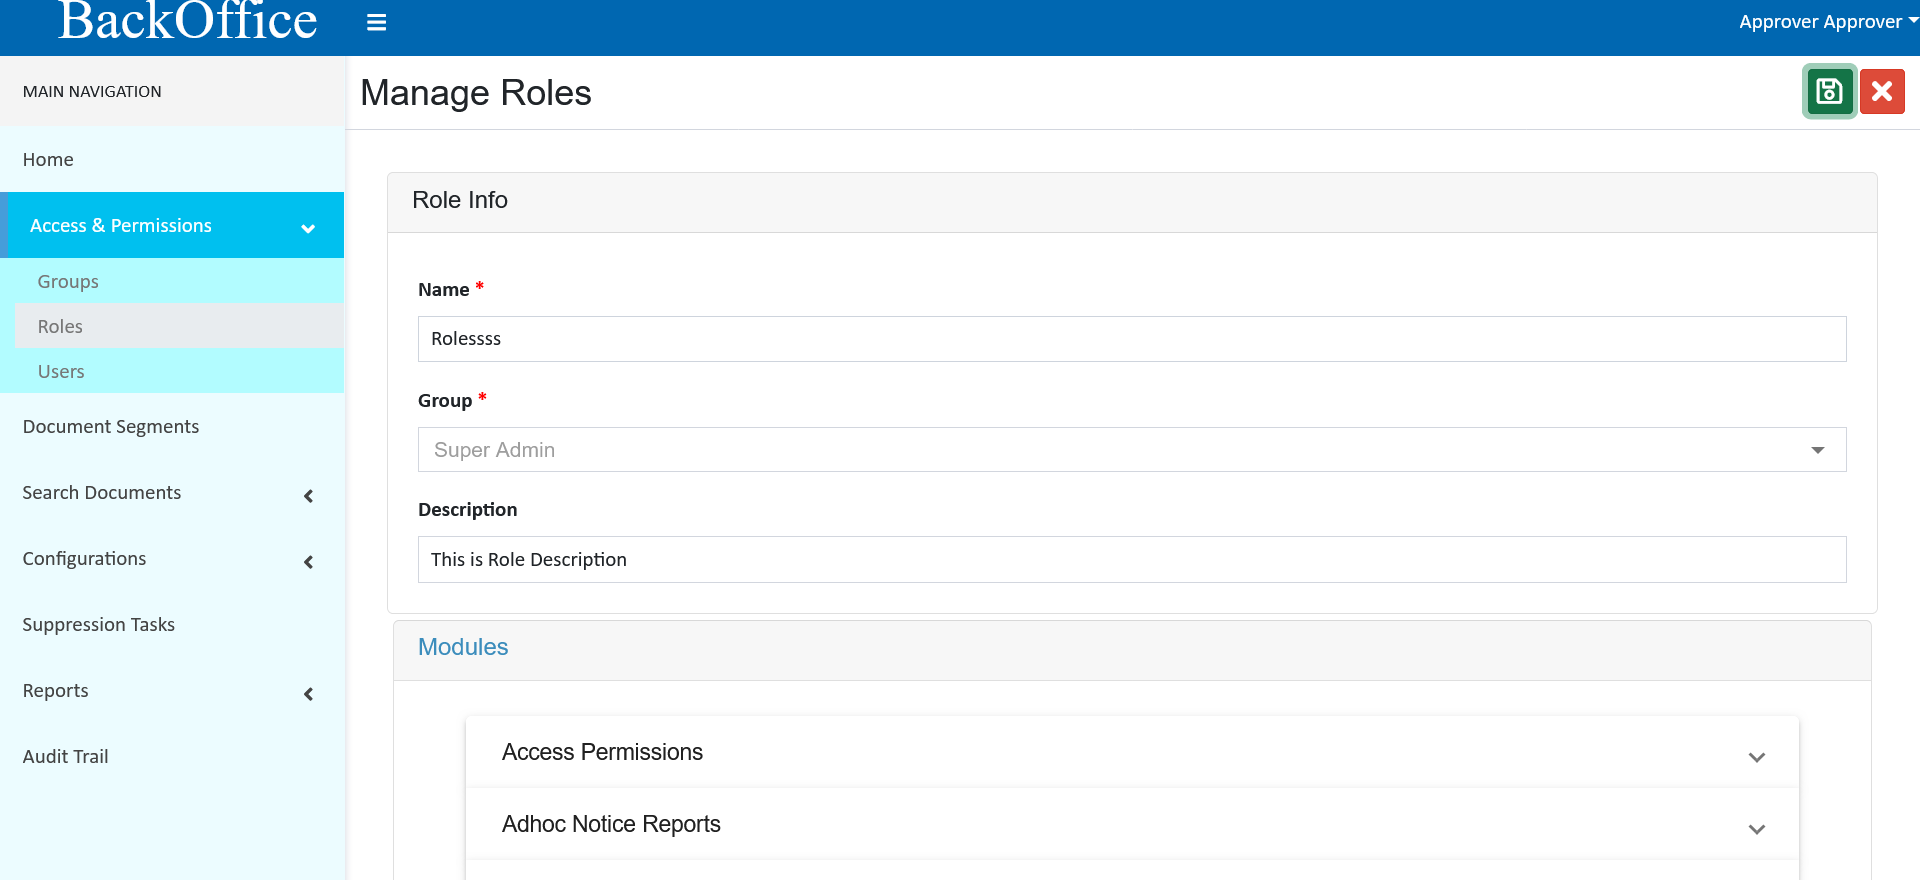 BackOffice
Approver Approver
MAIN NAVIGATION
Manage Roles
Home
Access & Permissions
Groups
Roles
Users
Document Segments
Search Documents
Configurations
Suppression Tasks
Reports
Audit Trail
Role Info
Name *
Rolessss
Group *
Super Admin
Description
This is Role Description
Modules
Access Permissions
Adhoc Notice Reports